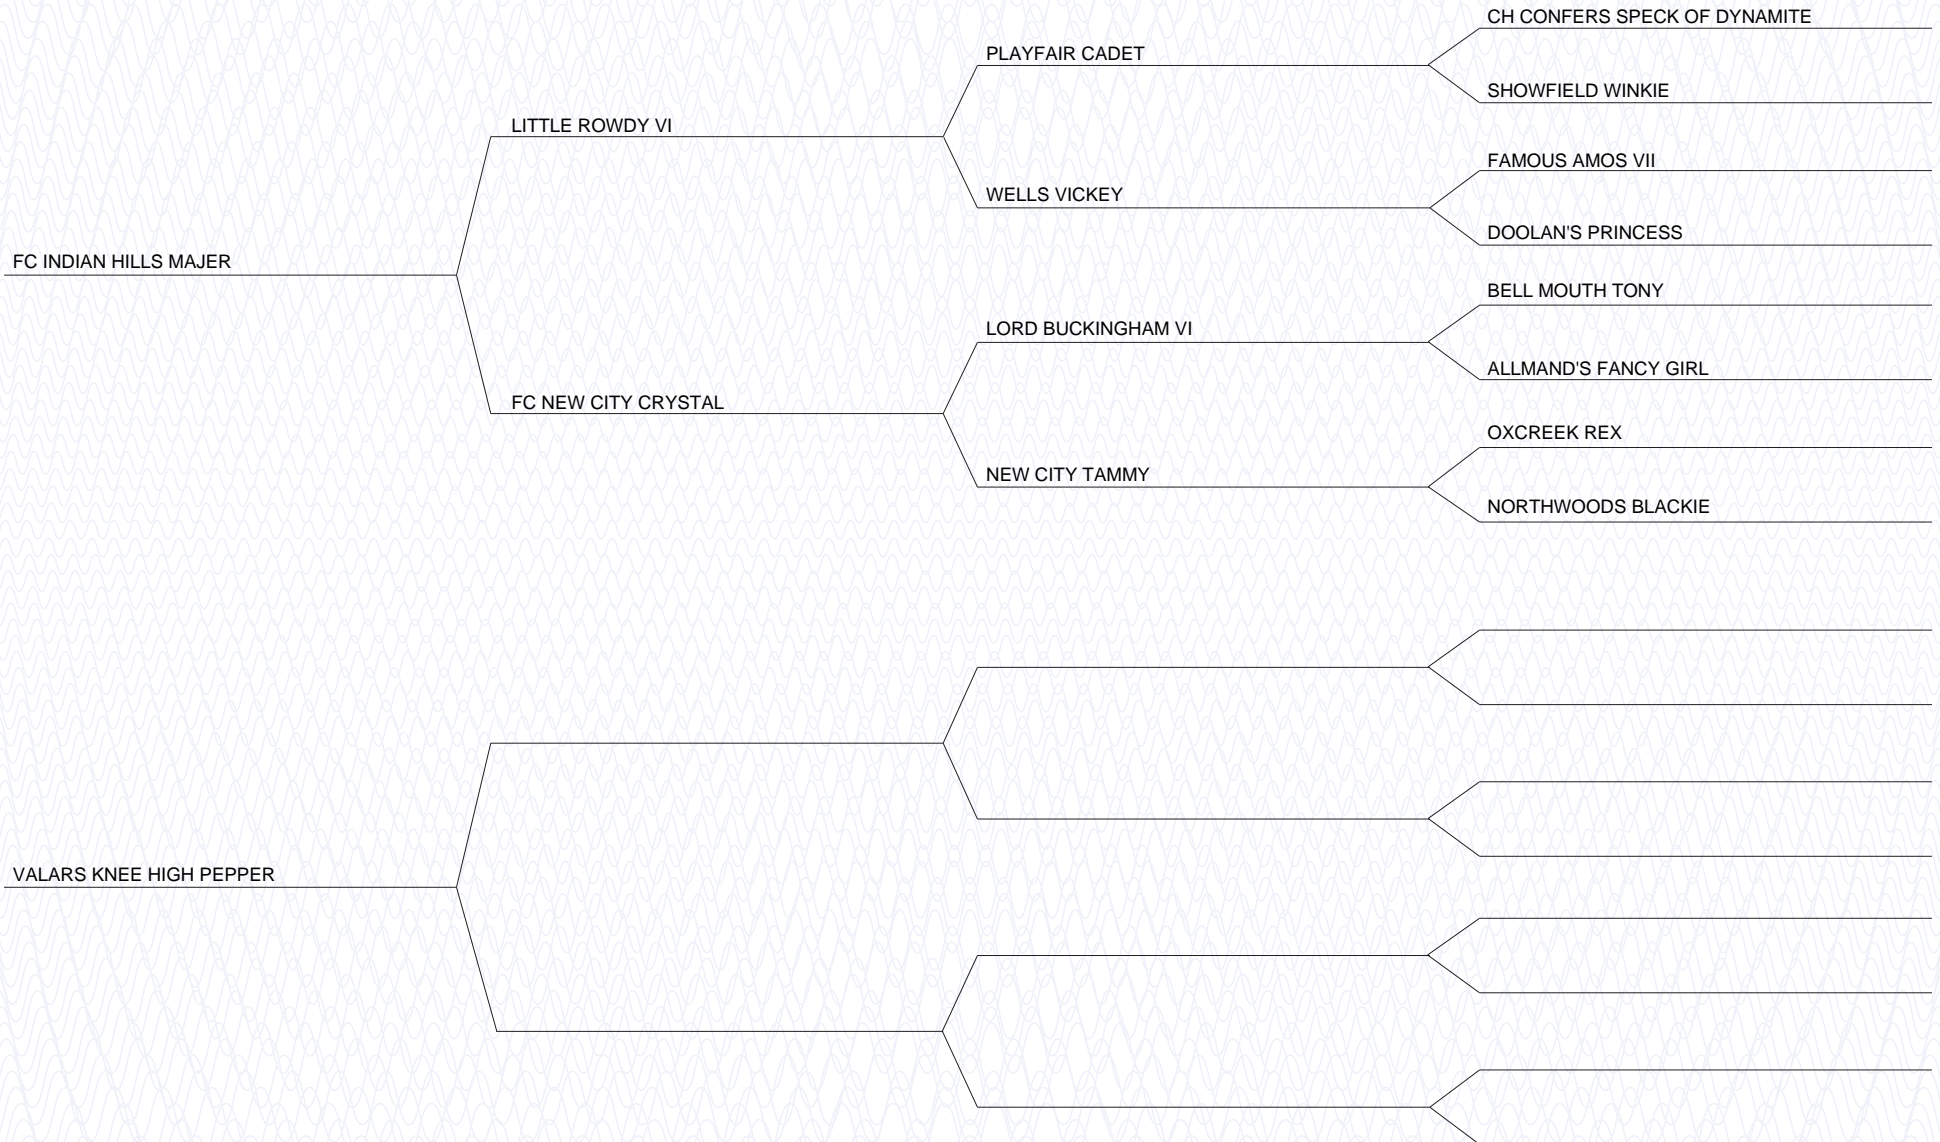 CH CONFERS SPECK OF DYNAMITE
PLAYFAIR CADET
SHOWFIELD WINKIE
LITTLE ROWDY VI
FAMOUS AMOS VII
WELLS VICKEY
DOOLAN'S PRINCESS
FC INDIAN HILLS MAJER
BELL MOUTH TONY
LORD BUCKINGHAM VI
ALLMAND'S FANCY GIRL
FC NEW CITY CRYSTAL
OXCREEK REX
NEW CITY TAMMY
NORTHWOODS BLACKIE
VALARS KNEE HIGH PEPPER